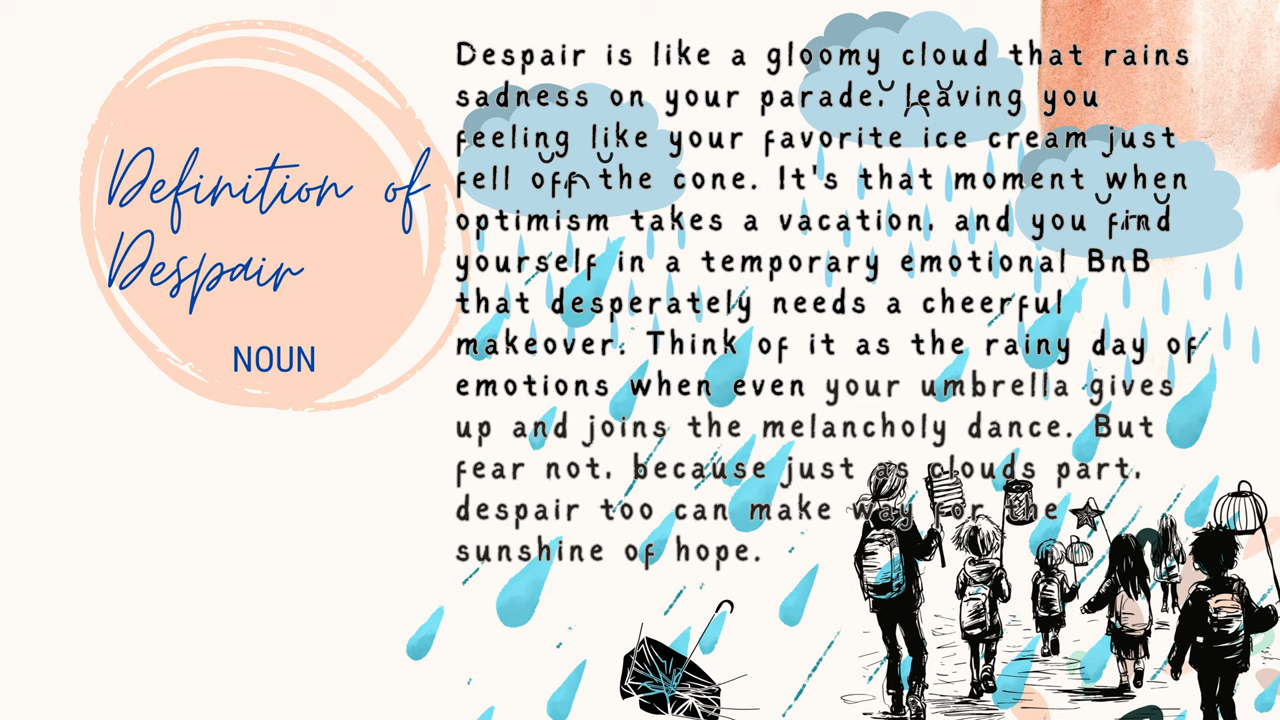 Definition of
Despair
NOUN
Despair is like a gloomy cloud that rains
sadness on your parade, leaving you
feeling like your favorite ice cream just
fell off the cone. It's that moment when
optimism takes a vacation, and you find
yourself in a temporary emotional BnB
that desperately needs a cheerful
makeover. Think of it as the rainy day of
emotions when even your umbrella gives
up and joins the melancholy dance. But
fear not, because just as clouds part,
despair too can make way for the
sunshine of hope.